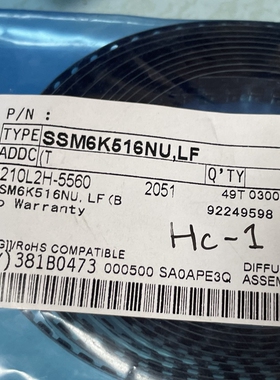 P/N :
TYPE SSM6K516NU,LF
ADDC (T Q'TY
210L2H-5560 2051 49T 0300
SM6K516NU, LF (B 92249598
o Warranty
Hc-1
G]]/RoHS COMPATIBLE DIFFU
)381B0473 000500 SA0APE3Q ASSEM